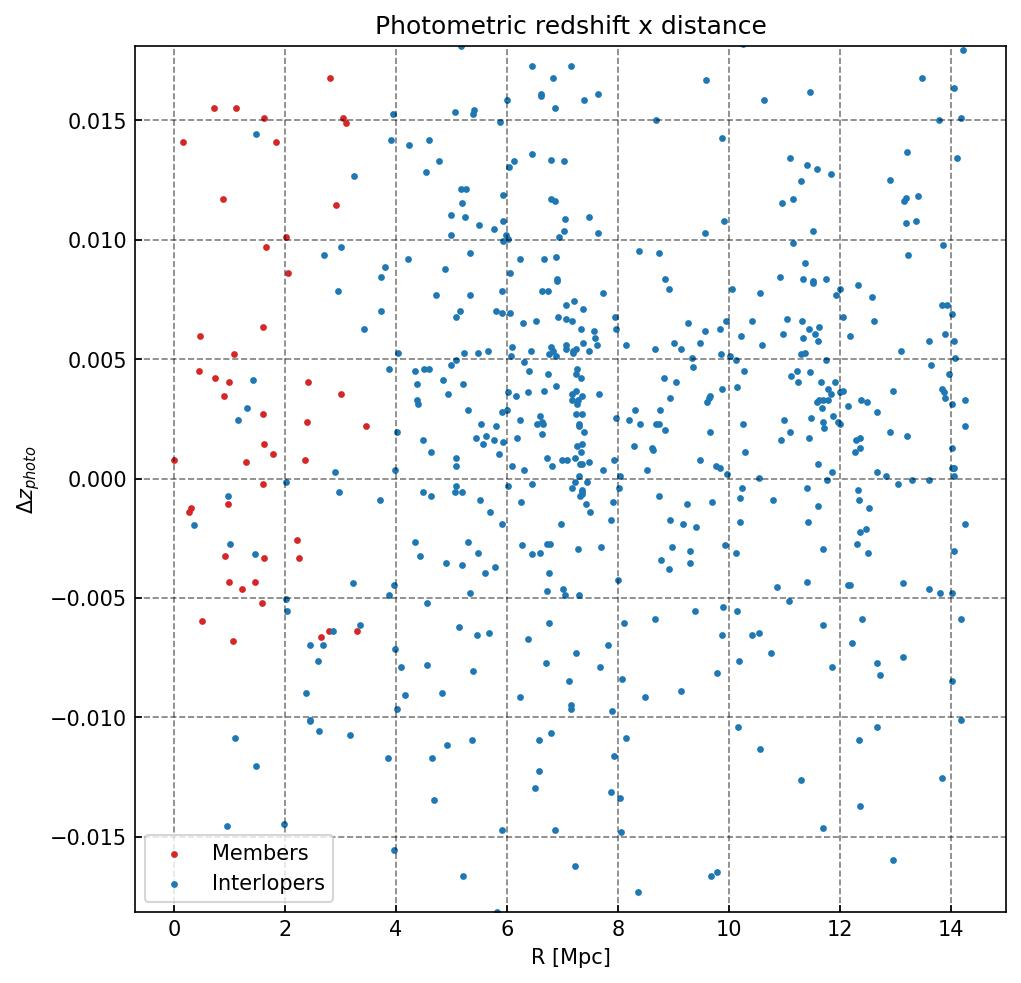 Photometric redshift x distance
Δz_photo
0.015
0.010
0.005
0.000
−0.005
−0.010
−0.015
Members
Interlopers
0 2 4 6 8 10 12 14
R [Mpc]